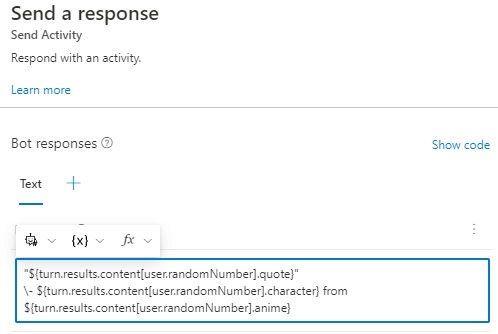 Send a response
Send Activity
Respond with an activity.
Learn more
Bot responses
Show code
Text
{x}
fx
"${turn.results.content[user.randomNumber].quote}"
\- ${turn.results.content[user.randomNumber].character} from
${turn.results.content[user.randomNumber].anime}